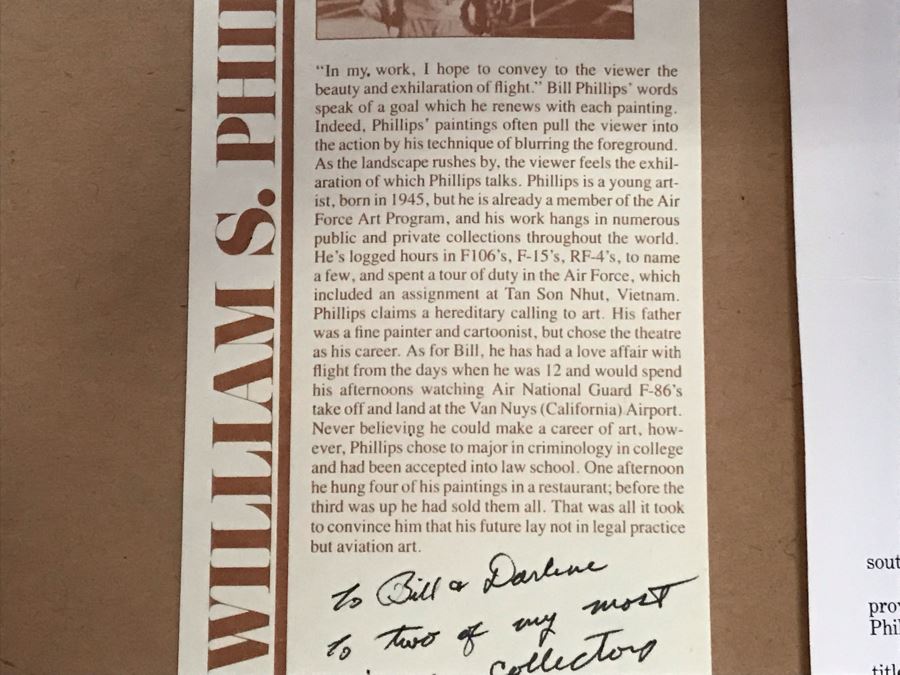 WILLIAM S. PHI
“In my, work, I hope to convey to the viewer the
beauty and exhilaration of flight.” Bill Phillips’ words
speak of a goal which he renews with each painting.
Indeed, Phillips’ paintings often pull the viewer into
the action by his technique of blurring the foreground.
As the landscape rushes by, the viewer feels the exhil-
aration of which Phillips talks. Phillips is a young art-
ist, born in 1945, but he is already a member of the Air
Force Art Program, and his work hangs in numerous
public and private collections throughout the world.
He’s logged hours in F106’s, F-15’s, RF-4’s, to name
a few, and spent a tour of duty in the Air Force, which
included an assignment at Tan Son Nhut, Vietnam.
Phillips claims a hereditary calling to art. His father
was a fine painter and cartoonist, but chose the theatre
as his career. As for Bill, he has had a love affair with
flight from the days when he was 12 and would spend
his afternoons watching Air National Guard F-86’s
take off and land at the Van Nuys (California) Airport.
Never believing he could make a career of art, how-
ever, Phillips chose to major in criminology in college
and had been accepted into law school. One afternoon
he hung four of his paintings in a restaurant; before the
third was up he had sold them all. That was all it took
to convince him that his future lay not in legal practice
but aviation art.
To Bill & Darlene
To two of my most
collectors
sout
prov
Phil
title